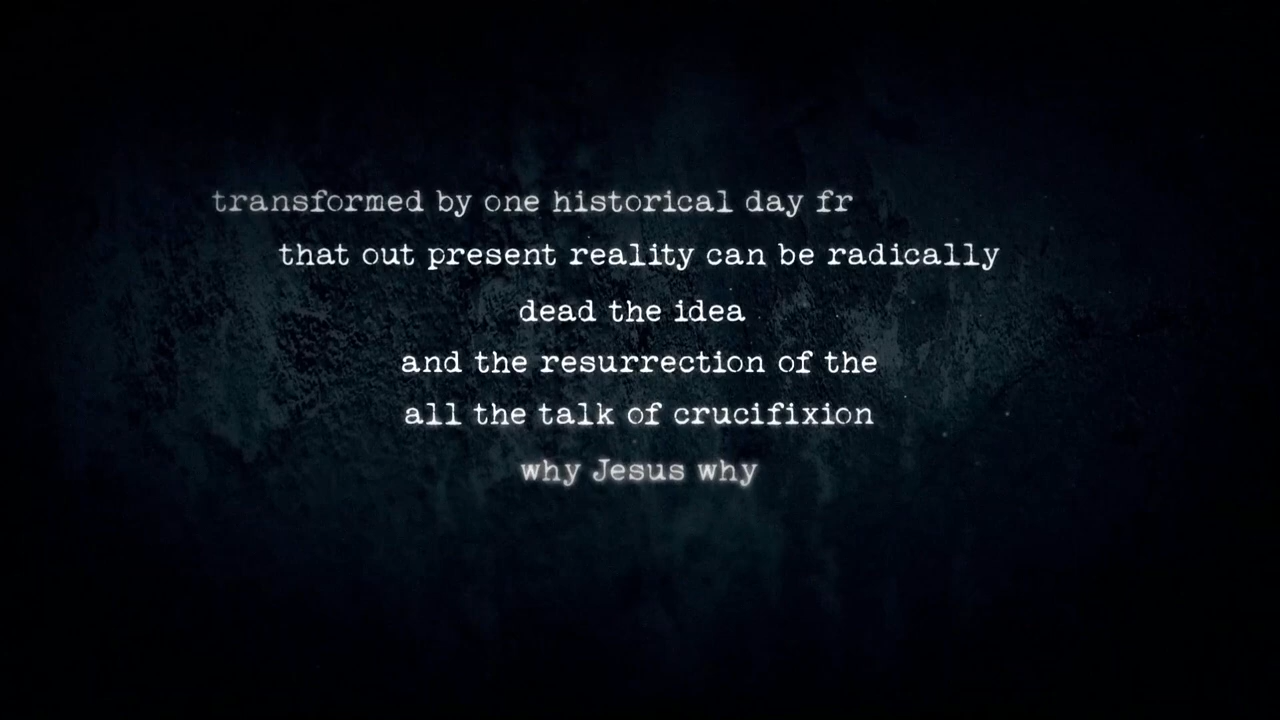 transformed by one historical day fr
that out present reality can be radically
dead the idea
and the resurrection of the
all the talk of crucifixion
why Jesus why